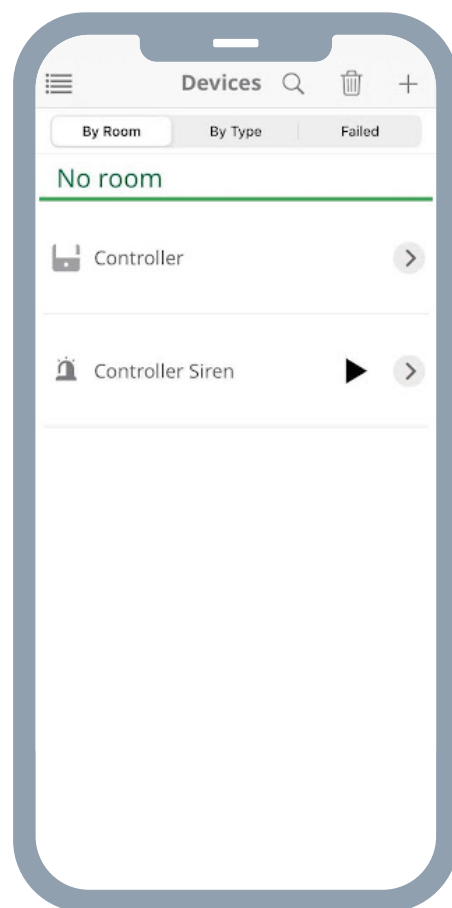 Devices
By Room By Type Failed
No room
Controller
Controller Siren